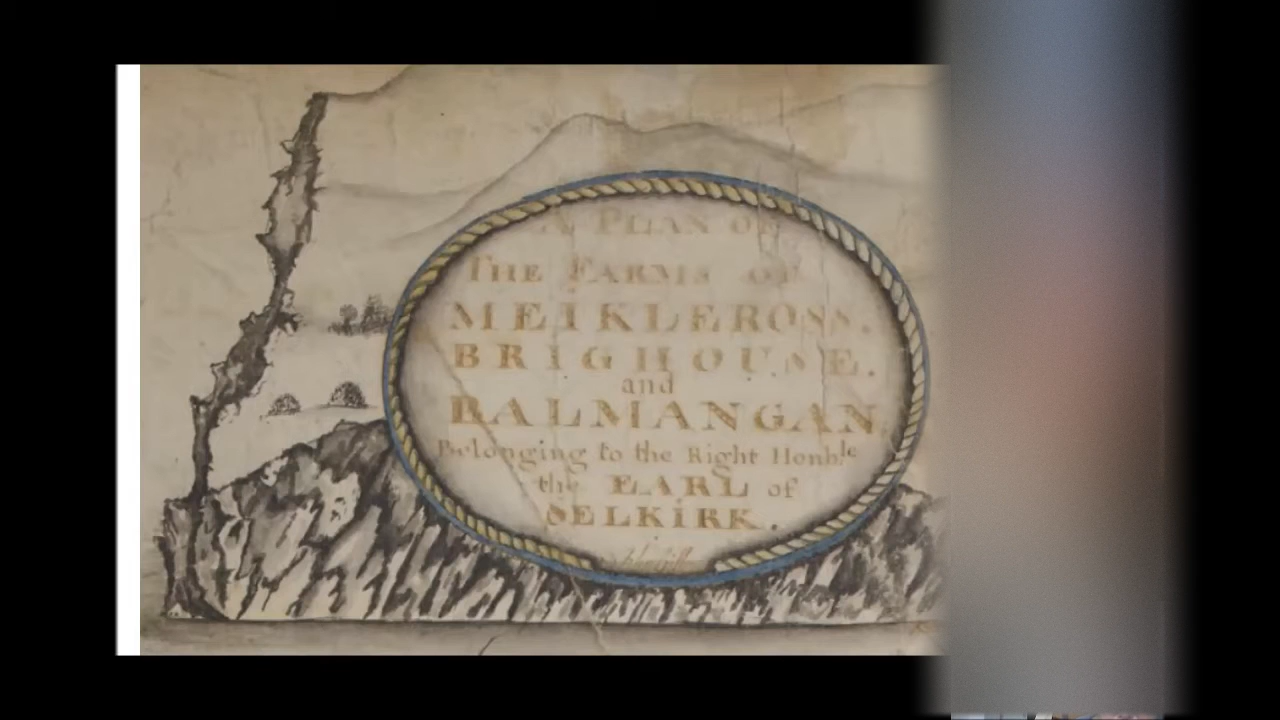 A PLAN OF
THE FARMS OF
MEIKLEROSS.
BRIGHOUSE.
and
BALMANGAN
Belonging to the Right Honble
the EARL of
SELKIRK.